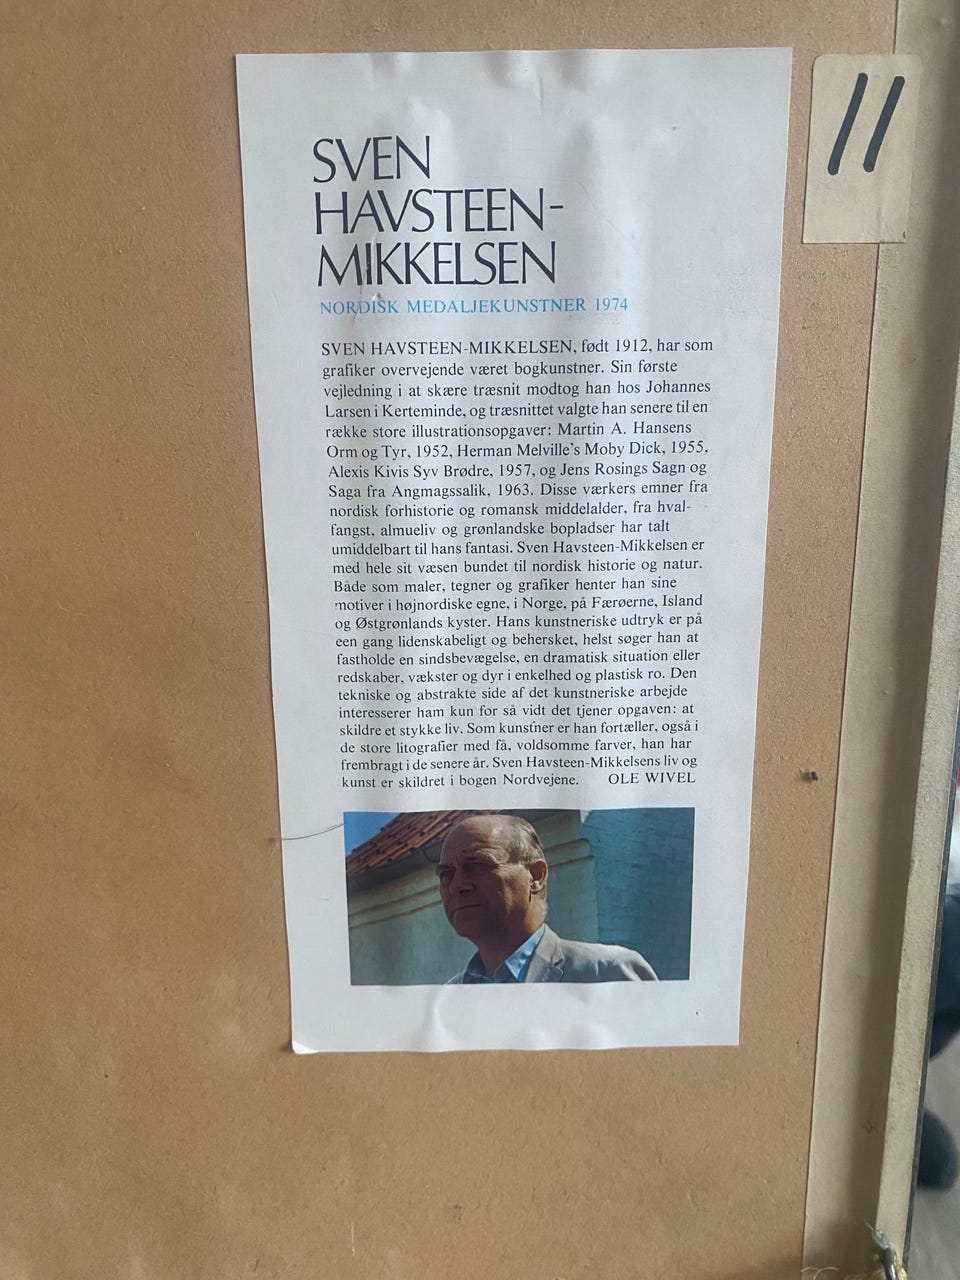 SVEN
HAVSTEEN-
MIKKELSEN
NORDISK MEDALJEKUNSTNER 1974
SVEN HAVSTEEN-MIKKELSEN, født 1912, har som
grafiker overvejende været bogkunstner. Sin første
vejledning i at skære træsnit modtog han hos Johannes
Larsen i Kerteminde, og træsnittet valgte han senere til en
række store illustrationsopgaver: Martin A. Hansens
Orm og Tyr, 1952, Herman Melville's Moby Dick, 1955,
Alexis Kivis Syv Brødre, 1957, og Jens Rosings Sagn og
Saga fra Angmagssalik, 1963. Disse værkers emner fra
nordisk forhistorie og romansk middelalder, fra hval-
fangst, almueliv og grønlandske bopladser har talt
umiddelbart til hans fantasi. Sven Havsteen-Mikkelsen er
med hele sit væsen bundet til nordisk historie og natur.
Både som maler, tegner og grafiker henter han sine
motiver i højnordiske egne, i Norge, på Færøerne, Island
og Østgrønlands kyster. Hans kunstneriske udtryk er på
een gang lidenskabeligt og behersket, helst søger han at
fastholde en sindsbevægelse, en dramatisk situation eller
redskaber, vækster og dyr i enkelhed og plastisk ro. Den
tekniske og abstrakte side af det kunstneriske arbejde
interesserer ham kun for så vidt det tjener opgaven: at
skildre et stykke liv. Som kunstner er han fortæller, også i
de store litografier med få, voldsomme farver, han har
frembragt i de senere år. Sven Havsteen-Mikkelsens liv og
kunst er skildret i bogen Nordvejene. OLE WIVEL
11